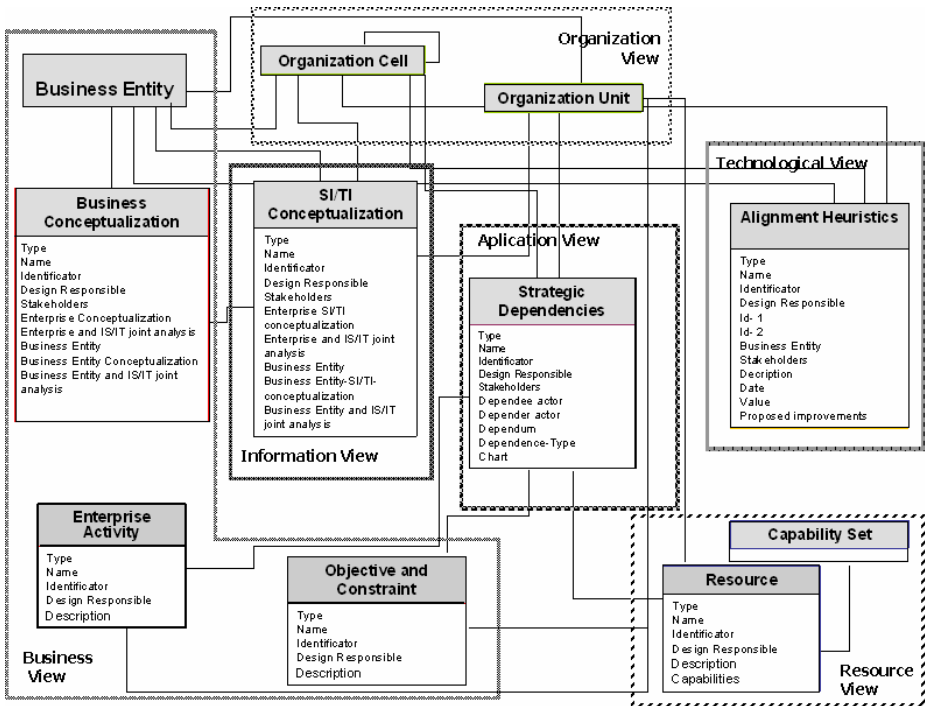 Organization
View
Organization Cell
Business Entity
Organization Unit
Technological View
Business
Conceptualization
Type
Name
Identificator
Design Responsible
Stakeholders
Enterprise Conceptualization
Enterprise and IS/IT joint analysis
Business Entity
Business Entity Conceptualization
Business Entity and IS/IT joint
analysis
SI/TI
Conceptualization
Type
Name
Identificator
Design Responsible
Stakeholders
Enterprise SI/TI
conceptualization
Enterprise and IS/IT joint
analysis
Business Entity
Business Entity-SI/TI-
conceptualization
Business Entity and IS/IT
joint analysis
Information View
Aplication View
Strategic
Dependencies
Type
Name
Identificator
Design Responsible
Stakeholders
Dependee actor
Depender actor
Dependum
Dependence-Type
Chart
Alignment Heuristics
Type
Name
Identificator
Design Responsible
Id- 1
Id- 2
Business Entity
Stakeholders
Decription
Date
Value
Proposed improvements
Enterprise
Activity
Type
Name
Identificator
Design Responsible
Description
Business
View
Objective and
Constraint
Type
Name
Identificator
Design Responsible
Description
Capability Set
Resource
Type
Name
Identificator
Design Responsible
Description
Capabilities
Resource
View